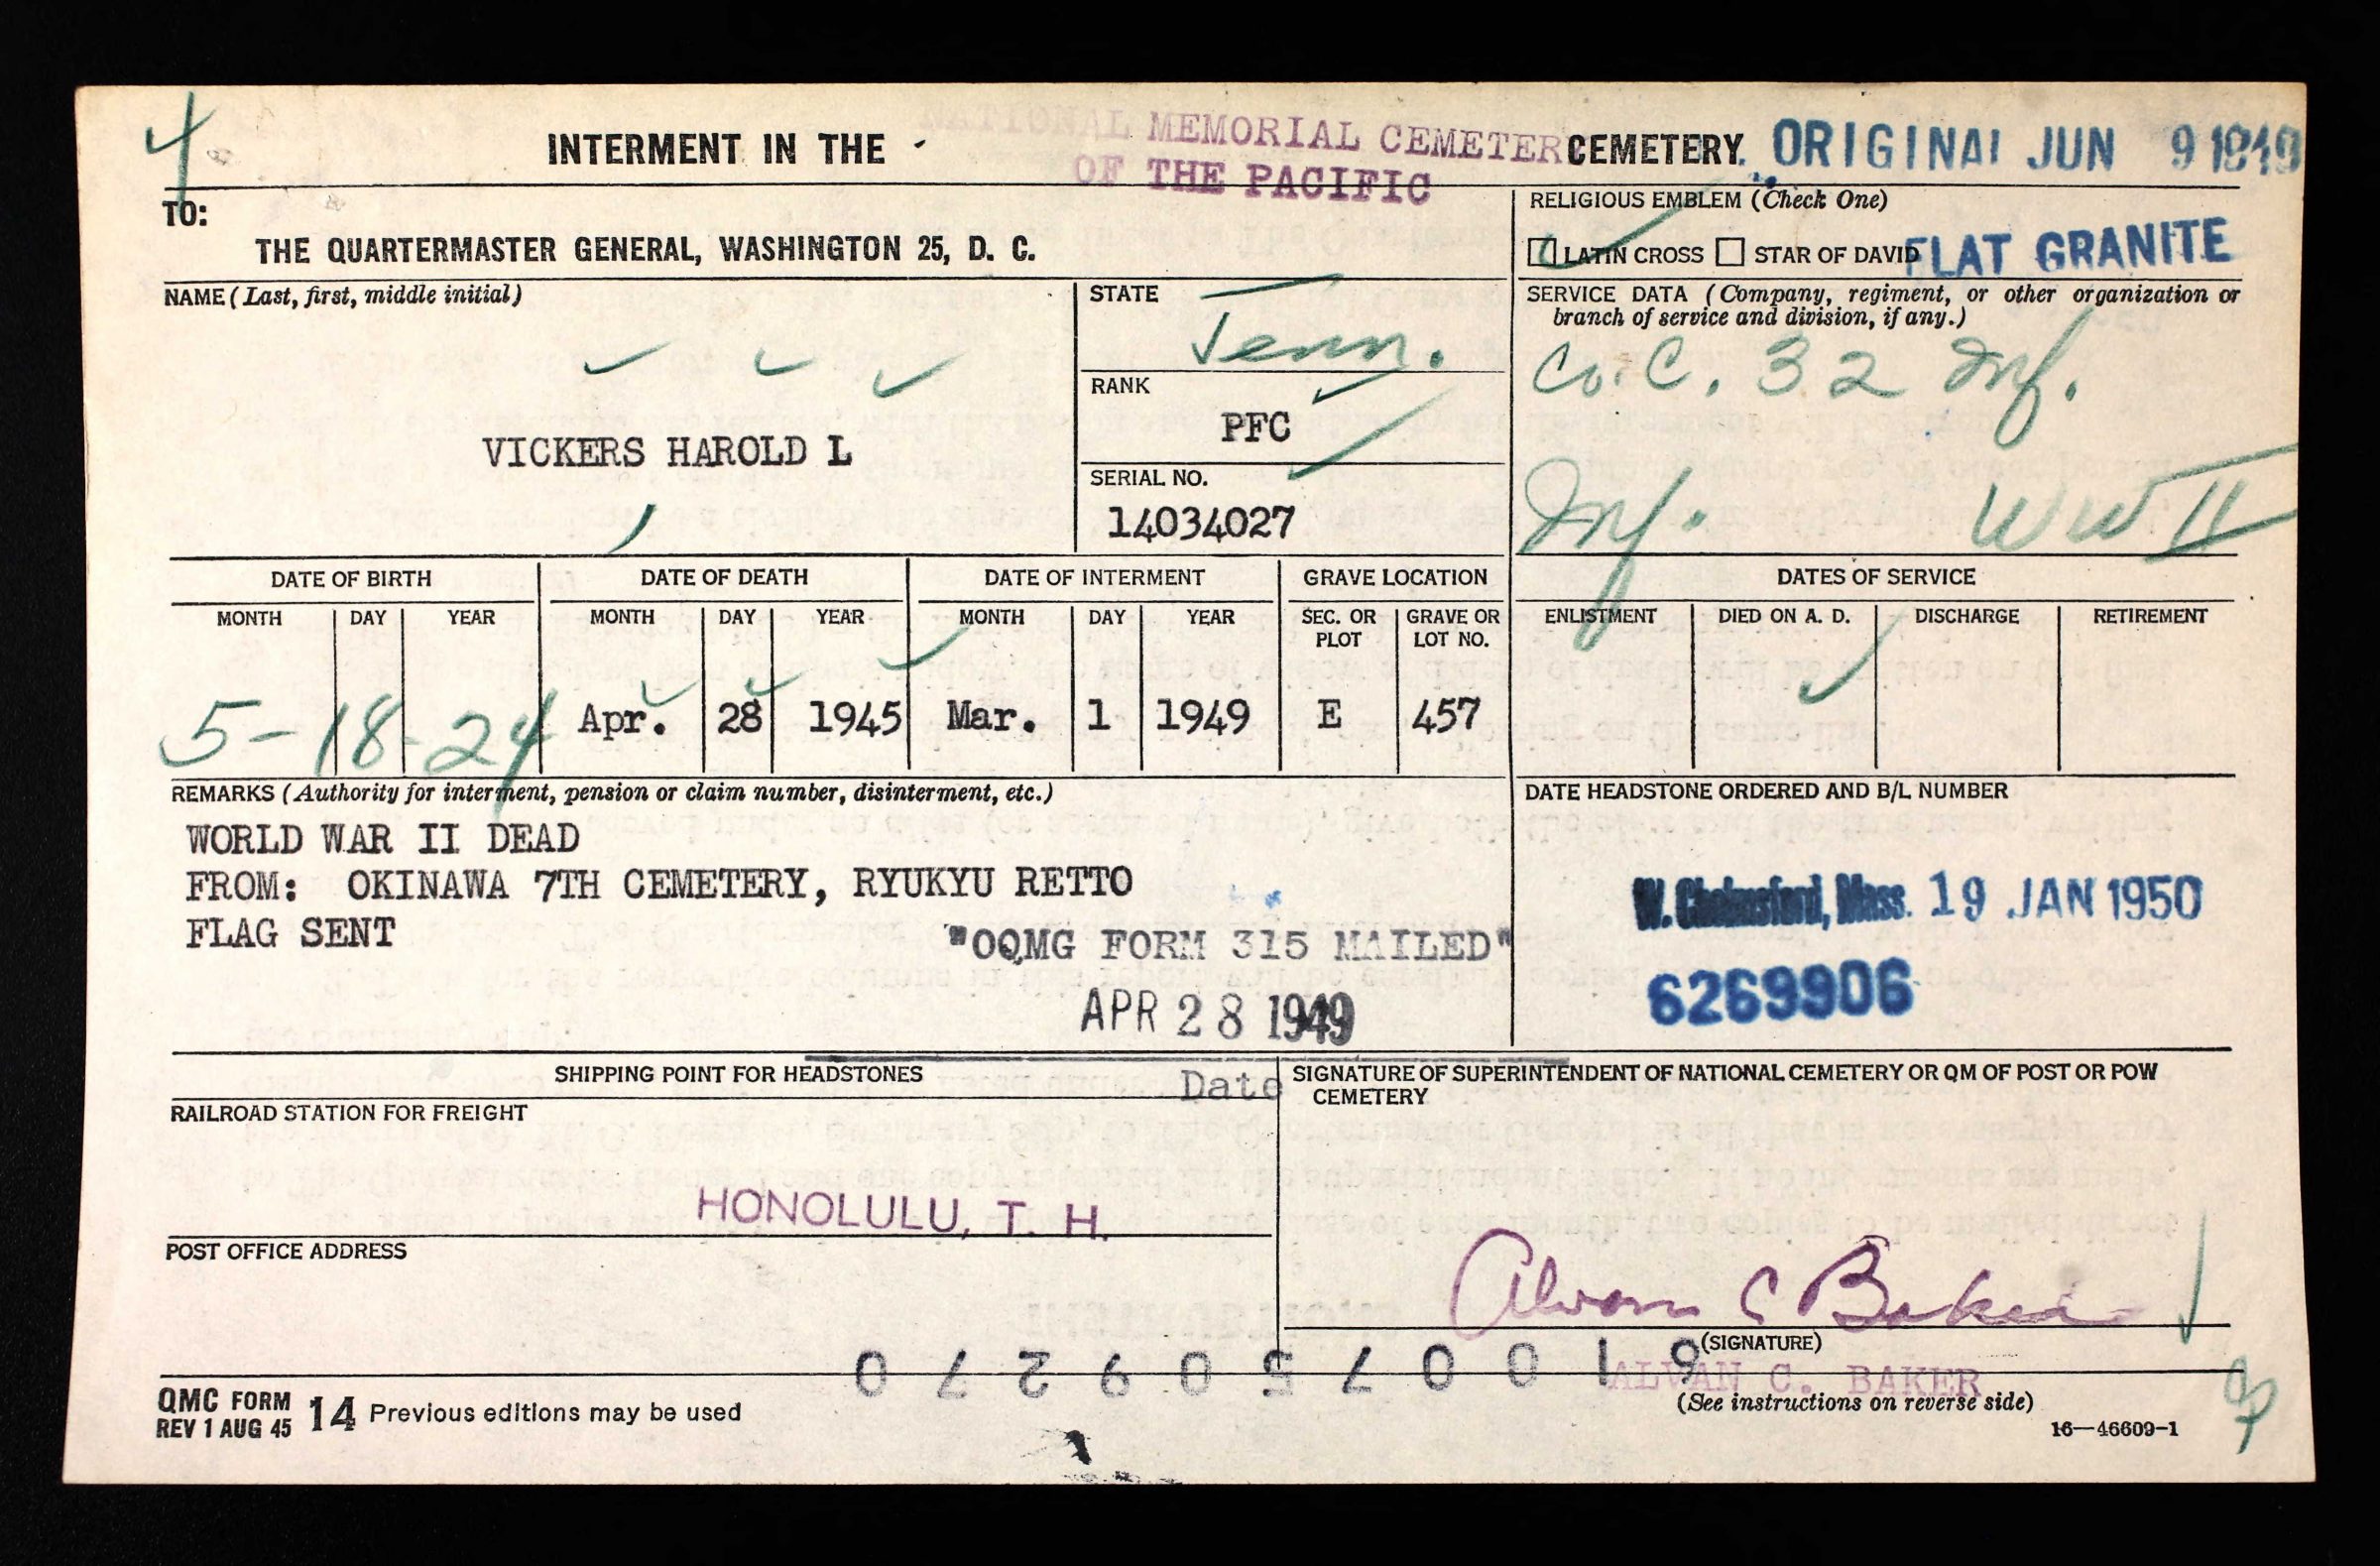 4
INTERMENT IN THE NATIONAL MEMORIAL CEMETER CEMETERY. ORIGINAL JUN 9 1949
OF THE PACIFIC
TO:
THE QUARTERMASTER GENERAL, WASHINGTON 25, D. C.
RELIGIOUS EMBLEM (Check One)
LATIN CROSS STAR OF DAVID FLAT GRANITE
NAME (Last, first, middle initial)
VICKERS HAROLD L
STATE
Tenn.
RANK
PFC
SERIAL NO.
14034027
SERVICE DATA (Company, regiment, or other organization or
branch of service and division, if any.)
Co. C. 32 Inf.
Inf. WW II
DATE OF BIRTH DATE OF DEATH DATE OF INTERMENT GRAVE LOCATION DATES OF SERVICE
MONTH DAY YEAR MONTH DAY YEAR MONTH DAY YEAR SEC. OR PLOT GRAVE OR LOT NO. ENLISTMENT DIED ON A. D. DISCHARGE RETIREMENT
5-18-24 Apr. 28 1945 Mar. 1 1949 E 457
REMARKS (Authority for interment, pension or claim number, disinterment, etc.)
WORLD WAR II DEAD
FROM: OKINAWA 7TH CEMETERY, RYUKYU RETTO
FLAG SENT
"OQMG FORM 315 MAILED"
APR 28 1949
Date
DATE HEADSTONE ORDERED AND B/L NUMBER
W. Chelmsford, Mass. 19 JAN 1950
6269906
SHIPPING POINT FOR HEADSTONES
RAILROAD STATION FOR FREIGHT
HONOLULU, T. H.
POST OFFICE ADDRESS
SIGNATURE OF SUPERINTENDENT OF NATIONAL CEMETERY OR QM OF POST OR POW
CEMETERY
Alvan C Baker
(SIGNATURE)
ALVAN C. BAKER
(See instructions on reverse side)
QMC FORM 14 Previous editions may be used
REV 1 AUG 45
16—46609-1